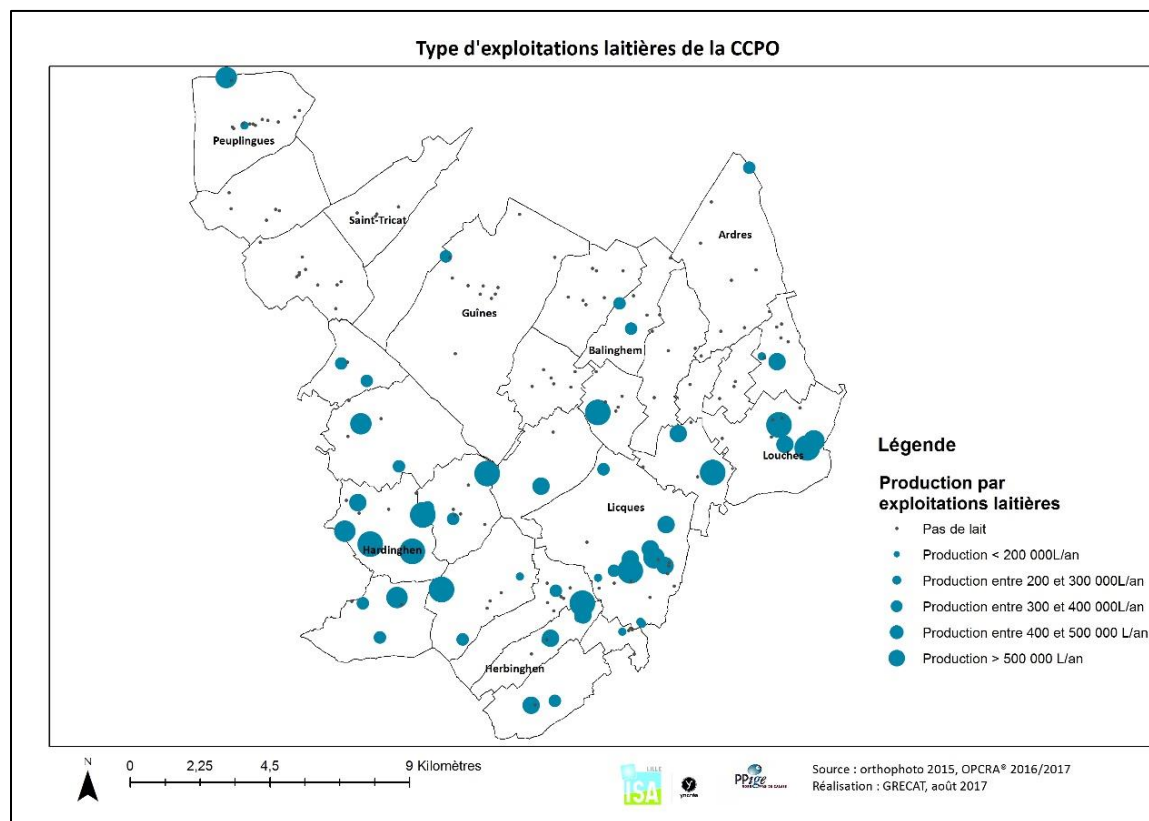 Type d'exploitations laitières de la CCPO
Peuplingues
Saint-Tricat
Ardres
Guînes
Balinghem
Louches
Licques
Hardinghen
Herbinghen
Légende
Production par
exploitations laitières
Pas de lait
Production < 200 000L/an
Production entre 200 et 300 000L/an
Production entre 300 et 400 000L/an
Production entre 400 et 500 000 L/an
Production > 500 000 L/an
N
0 2,25 4,5 9 Kilomètres
LILLE
ISA
yncréa
PPige
Source : orthophoto 2015, OPCRA® 2016/2017
Réalisation : GRECAT, août 2017